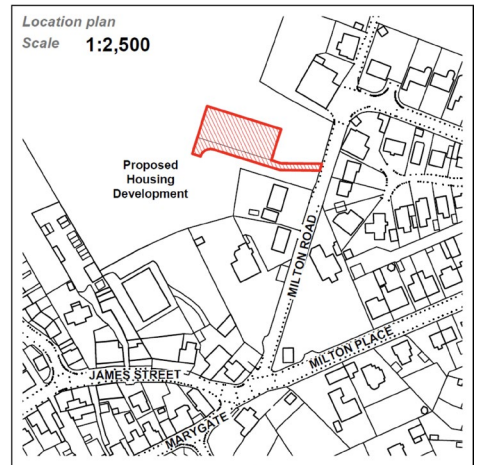 Location plan
Scale 1:2,500
Proposed
Housing
Development
MILTON ROAD
MILTON PLACE
JAMES STREET
MARYGATE